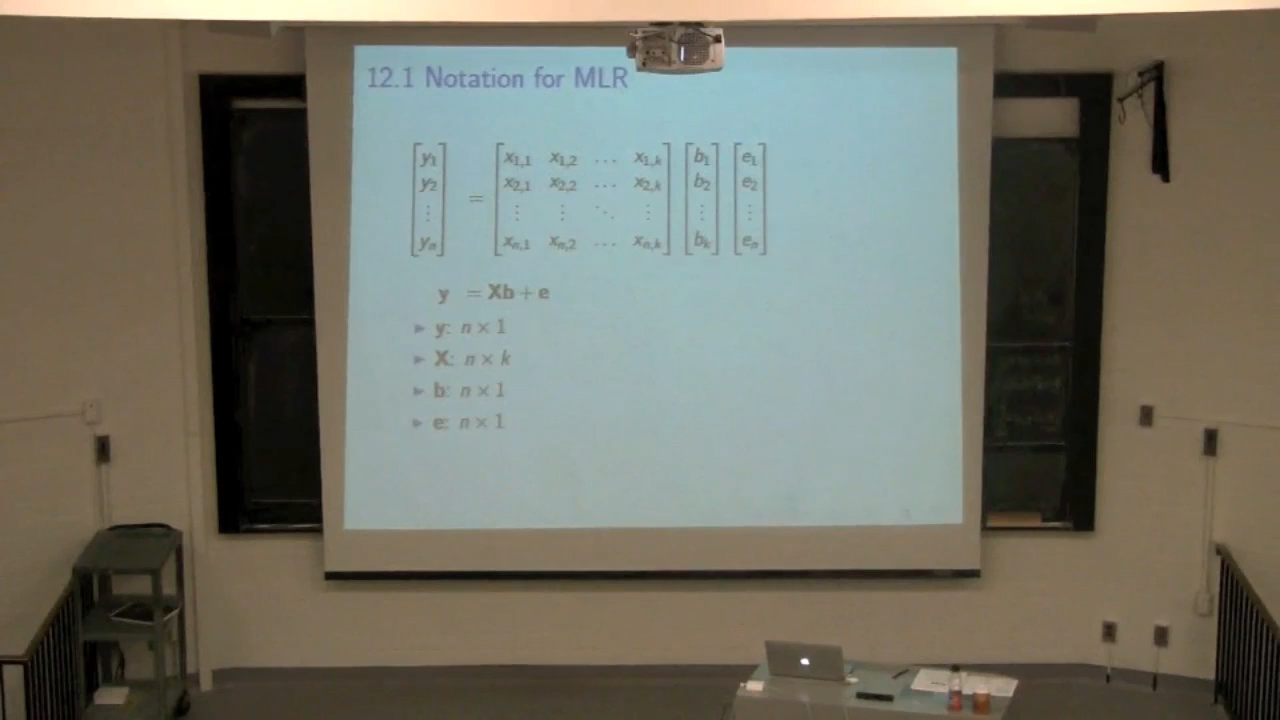 12.1 Notation for MLR
y₁ x₁,₁ x₁,₂ ⋯ x₁,ₖ b₁ e₁
y₂ x₂,₁ x₂,₂ ⋯ x₂,ₖ b₂ e₂
⋮ = ⋮ ⋮ ⋱ ⋮ ⋮ ⋮
yₙ xₙ,₁ xₙ,₂ ⋯ xₙ,ₖ bₖ eₙ
y = Xb + e
▶ y: n × 1
▶ X: n × k
▶ b: n × 1
▶ e: n × 1